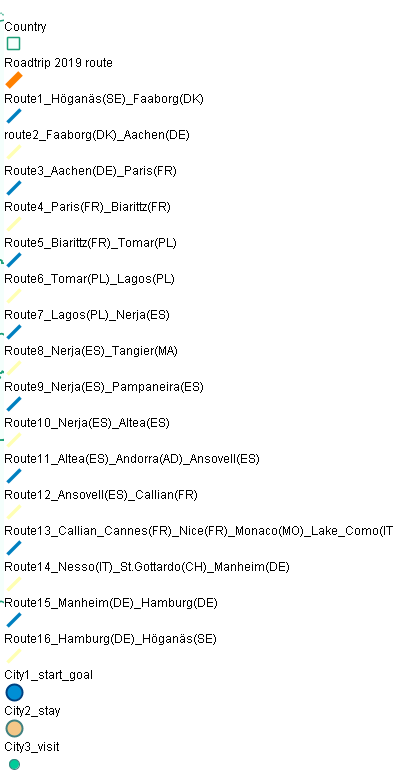 Country
Roadtrip 2019 route
Route1_Höganäs(SE)_Faaborg(DK)
route2_Faaborg(DK)_Aachen(DE)
Route3_Aachen(DE)_Paris(FR)
Route4_Paris(FR)_Biarittz(FR)
Route5_Biarittz(FR)_Tomar(PL)
Route6_Tomar(PL)_Lagos(PL)
Route7_Lagos(PL)_Nerja(ES)
Route8_Nerja(ES)_Tangier(MA)
Route9_Nerja(ES)_Pampaneira(ES)
Route10_Nerja(ES)_Altea(ES)
Route11_Altea(ES)_Andorra(AD)_Ansovell(ES)
Route12_Ansovell(ES)_Callian(FR)
Route13_Callian_Cannes(FR)_Nice(FR)_Monaco(MO)_Lake_Como(IT
Route14_Nesso(IT)_St.Gottardo(CH)_Manheim(DE)
Route15_Manheim(DE)_Hamburg(DE)
Route16_Hamburg(DE)_Höganäs(SE)
City1_start_goal
City2_stay
City3_visit